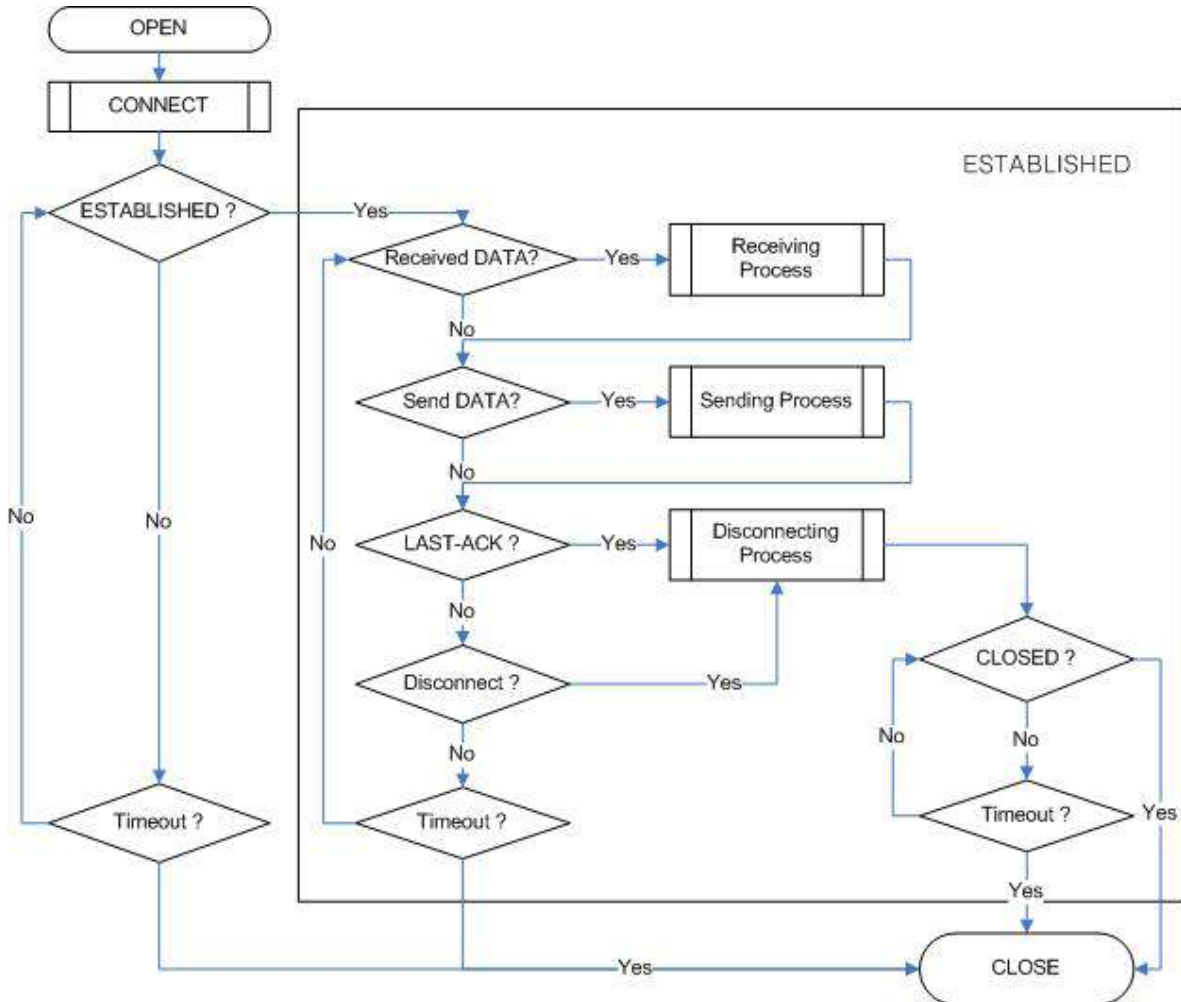 OPEN
CONNECT
ESTABLISHED
ESTABLISHED ?
Yes
Received DATA?
Yes
Receiving
Process
No
Send DATA?
Yes
Sending Process
No
No
No
No
LAST-ACK ?
Yes
Disconnecting
Process
No
CLOSED ?
Disconnect ?
Yes
No
No
No
Timeout ?
Timeout ?
Timeout ?
Yes
Yes
Yes
CLOSE